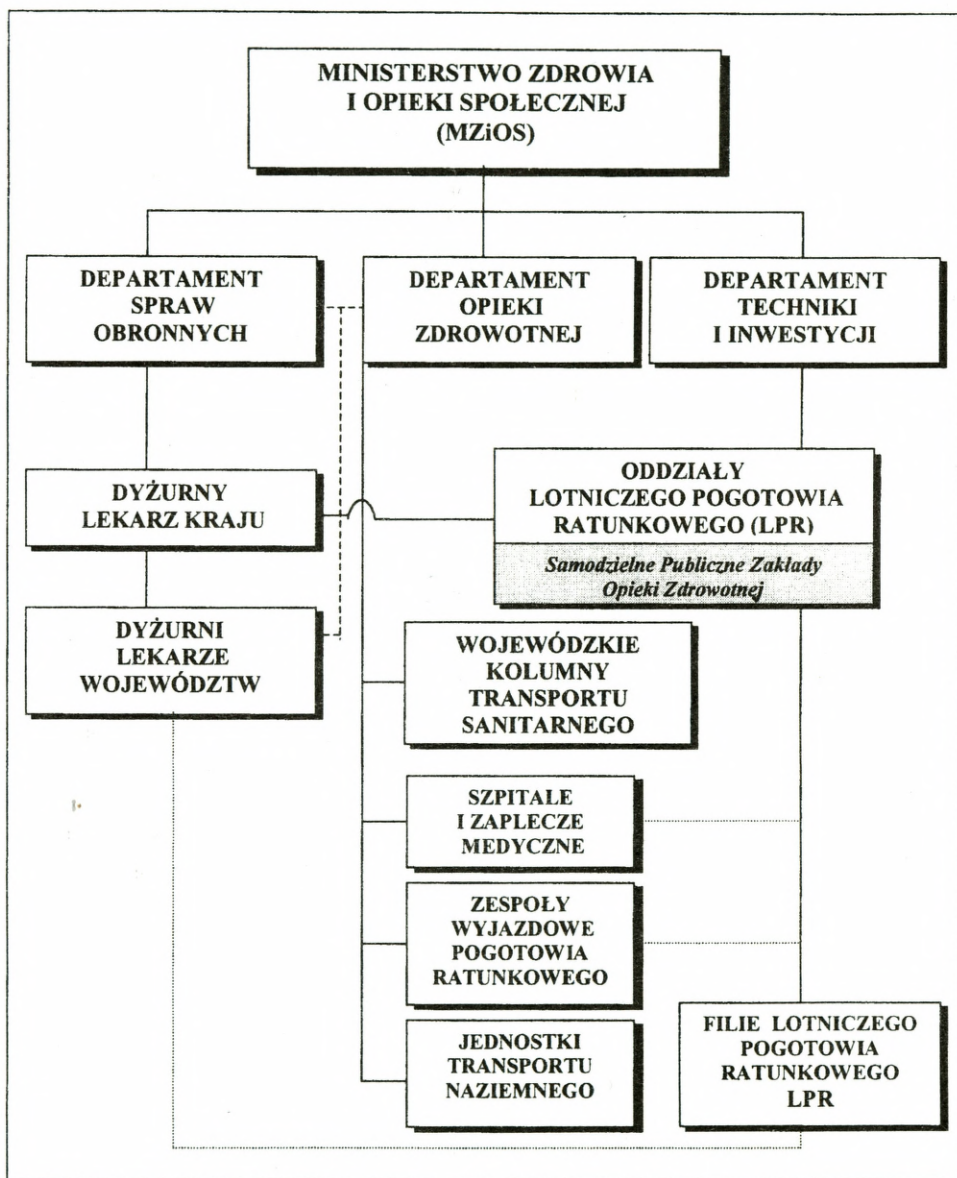 MINISTERSTWO ZDROWIA
I OPIEKI SPOŁECZNEJ
(MZiOS)
DEPARTAMENT
SPRAW
OBRONNYCH
DEPARTAMENT
OPIEKI
ZDROWOTNEJ
DEPARTAMENT
TECHNIKI
I INWESTYCJI
DYŻURNY
LEKARZ KRAJU
ODDZIAŁY
LOTNICZEGO POGOTOWIA
RATUNKOWEGO (LPR)
Samodzielne Publiczne Zakłady
Opieki Zdrowotnej
DYŻURNI
LEKARZE
WOJEWÓDZTW
WOJEWÓDZKIE
KOLUMNY
TRANSPORTU
SANITARNEGO
SZPITALE
I ZAPLECZE
MEDYCZNE
ZESPOŁY
WYJAZDOWE
POGOTOWIA
RATUNKOWEGO
JEDNOSTKI
TRANSPORTU
NAZIEMNEGO
FILIE LOTNICZEGO
POGOTOWIA
RATUNKOWEGO
LPR